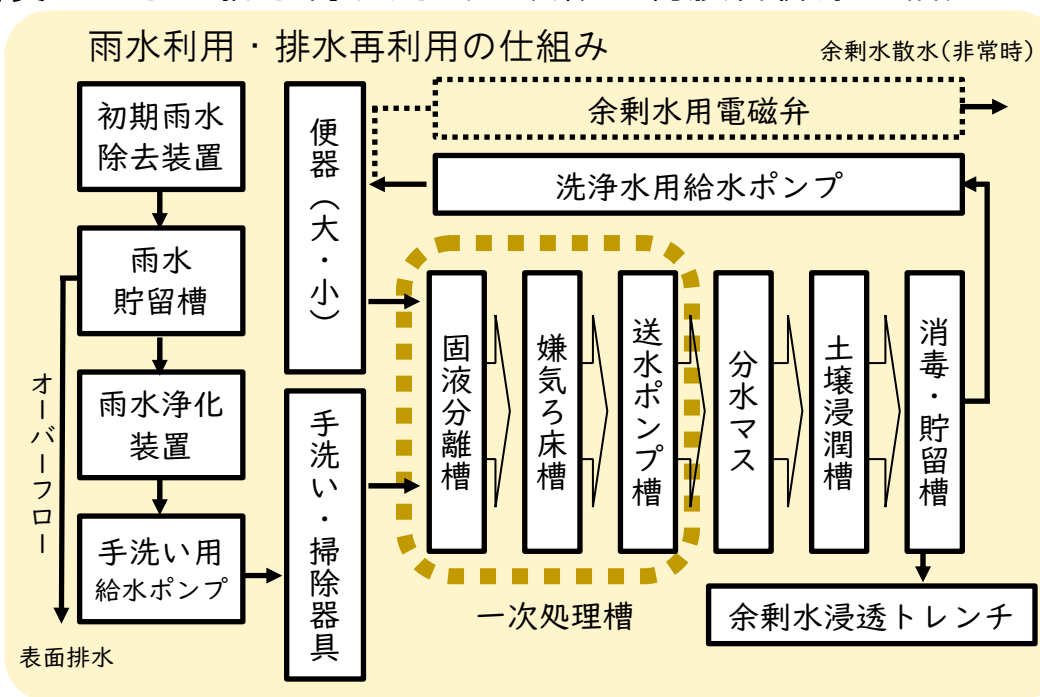 雨水利用・排水再利用の仕組み
余剰水散水(非常時)
初期雨水
除去装置
雨水
貯留槽
雨水浄化
装置
手洗い用
給水ポンプ
オーバーフロー
表面排水
便器（大・小）
手洗い・掃除器具
余剰水用電磁弁
洗浄水用給水ポンプ
固液分離槽
嫌気ろ床槽
送水ポンプ槽
分水マス
土壌浸潤槽
消毒・貯留槽
一次処理槽
余剰水浸透トレンチ